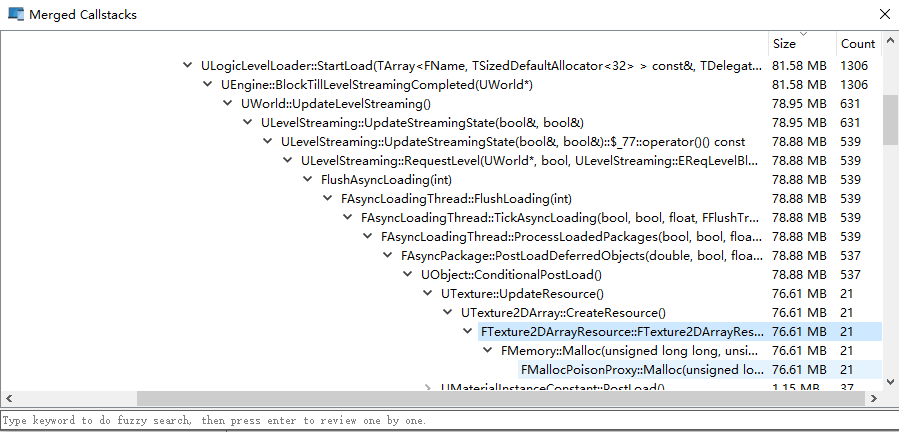 Merged Callstacks
Size Count
ULogicLevelLoader::StartLoad(TArray<FName, TSizedDefaultAllocator<32> > const&, TDelegat... 81.58 MB 1306
UEngine::BlockTillLevelStreamingCompleted(UWorld*) 81.58 MB 1306
UWorld::UpdateLevelStreaming() 78.95 MB 631
ULevelStreaming::UpdateStreamingState(bool&, bool&) 78.95 MB 631
ULevelStreaming::UpdateStreamingState(bool&, bool&)::$_77::operator()() const 78.88 MB 539
ULevelStreaming::RequestLevel(UWorld*, bool, ULevelStreaming::EReqLevelBl... 78.88 MB 539
FlushAsyncLoading(int) 78.88 MB 539
FAsyncLoadingThread::FlushLoading(int) 78.88 MB 539
FAsyncLoadingThread::TickAsyncLoading(bool, bool, float, FFlushTr... 78.88 MB 539
FAsyncLoadingThread::ProcessLoadedPackages(bool, bool, floa... 78.88 MB 539
FAsyncPackage::PostLoadDeferredObjects(double, bool, floa... 78.88 MB 537
UObject::ConditionalPostLoad() 78.88 MB 537
UTexture::UpdateResource() 76.61 MB 21
UTexture2DArray::CreateResource() 76.61 MB 21
FTexture2DArrayResource::FTexture2DArrayRes... 76.61 MB 21
FMemory::Malloc(unsigned long long, unsi... 76.61 MB 21
FMallocPoisonProxy::Malloc(unsigned lo... 76.61 MB 21
UMaterialInstanceConstant::PostLoad() 1.15 MB 37
Type keyword to do fuzzy search, then press enter to review one by one.